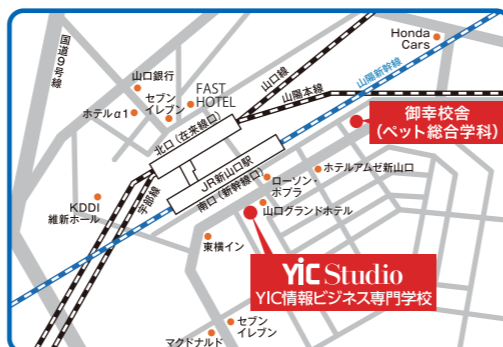 国道9号線
山口銀行
セブン
イレブン
FAST
HOTEL
ホテルα1
山口線
山陽本線
山陽新幹線
Honda
Cars
北口（在来線口）
JR新山口駅
南口（新幹線口）
宇部線
KDDI
維新ホール
御幸校舎
（ペット総合学科）
ホテルアムゼ新山口
ローソン・
ポプラ
山口グランドホテル
東横イン
YiC Studio
YIC情報ビジネス専門学校
セブン
イレブン
マクドナルド